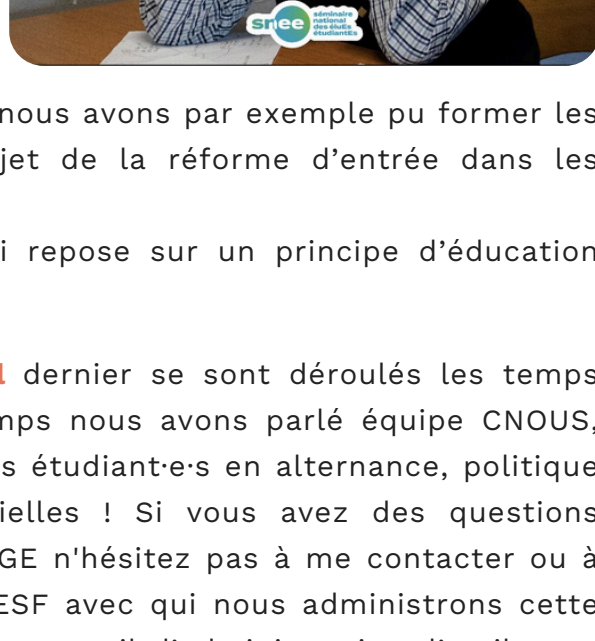 snee
séminaire
national
des éluEs
étudiantEs
nous avons par exemple pu former les
jet de la réforme d’entrée dans les
i repose sur un principe d’éducation
l dernier se sont déroulés les temps
mps nous avons parlé équipe CNOUS,
s étudiant·e·s en alternance, politique
ielles ! Si vous avez des questions
GE n'hésitez pas à me contacter ou à
ESF avec qui nous administrons cette